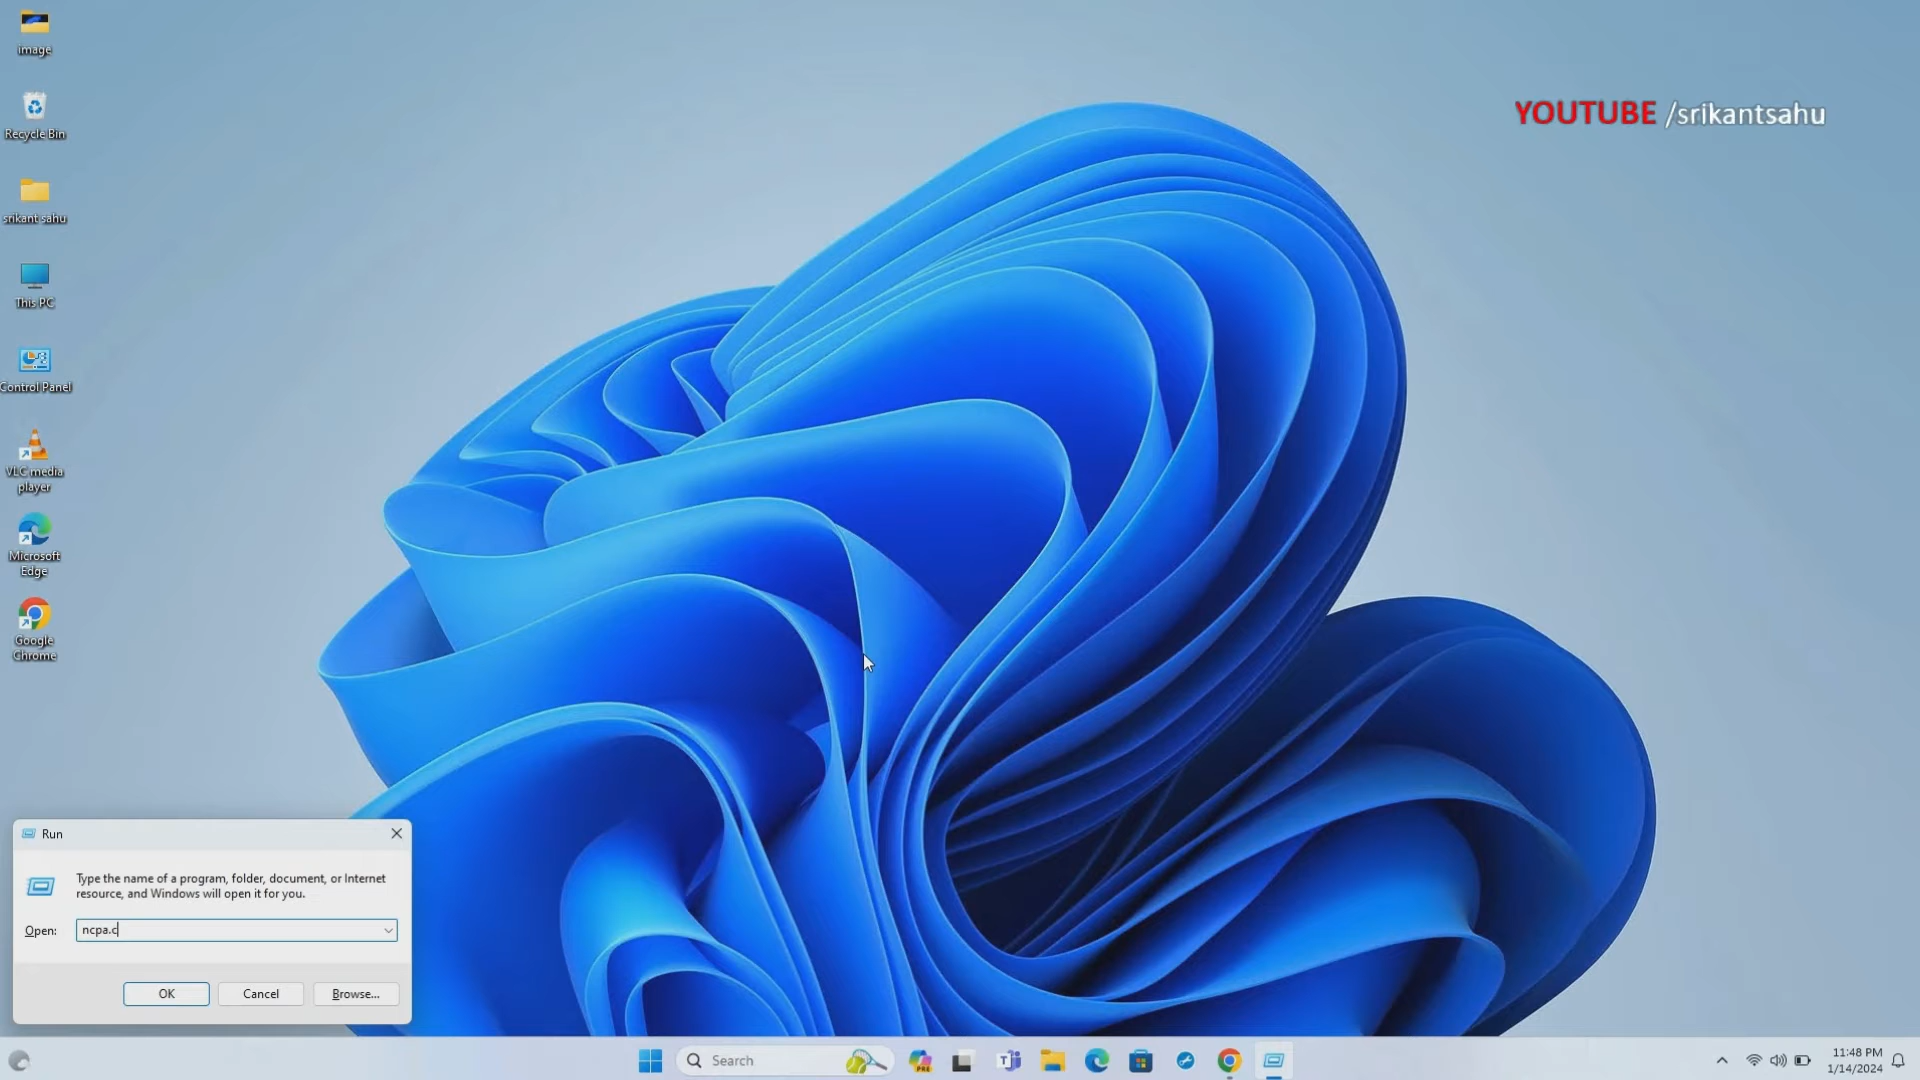 image
Recycle Bin
srikant sahu
This PC
Control Panel
VLC media
player
Microsoft
Edge
Google
Chrome
YOUTUBE /srikantsahu
Run
Type the name of a program, folder, document, or Internet
resource, and Windows will open it for you.
Open: ncpa.c
OK Cancel Browse...
Search
PRE
11:48 PM
1/14/2024